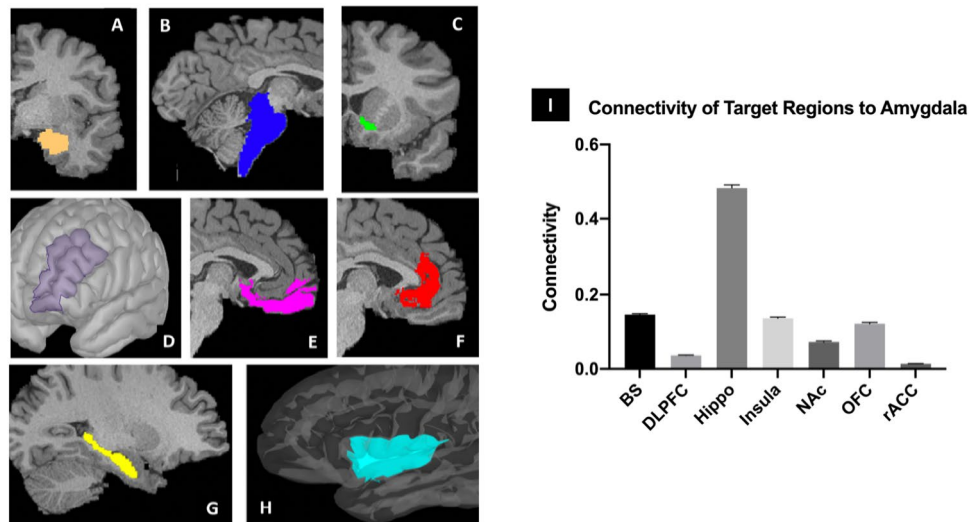 A
B
C
D
E
F
G
H
I
Connectivity of Target Regions to Amygdala
Connectivity
0.6
0.4
0.2
0.0
BS
DLPFC
Hippo
Insula
NAc
OFC
rACC